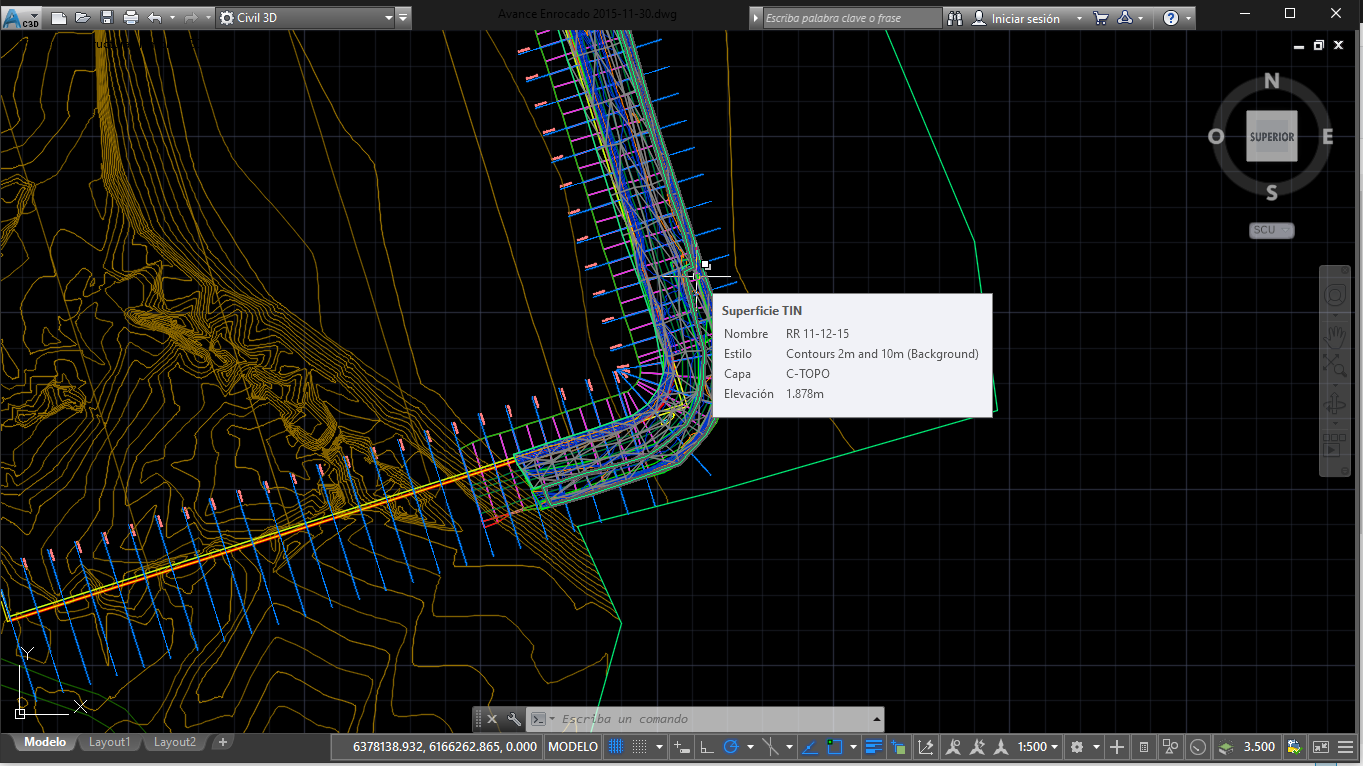 C3D
Civil 3D
Avance Enrocado 2015-11-30.dwg
Escriba palabra clave o frase
Iniciar sesión
N
O
SUPERIOR
E
S
SCU
Superficie TIN
Nombre RR 11-12-15
Estilo Contours 2m and 10m (Background)
Capa C-TOPO
Elevación 1.878m
Y
X
Escriba un comando
Modelo Layout1 Layout2 +
6378138.932, 6166262.865, 0.000 MODELO 1:500 3.500